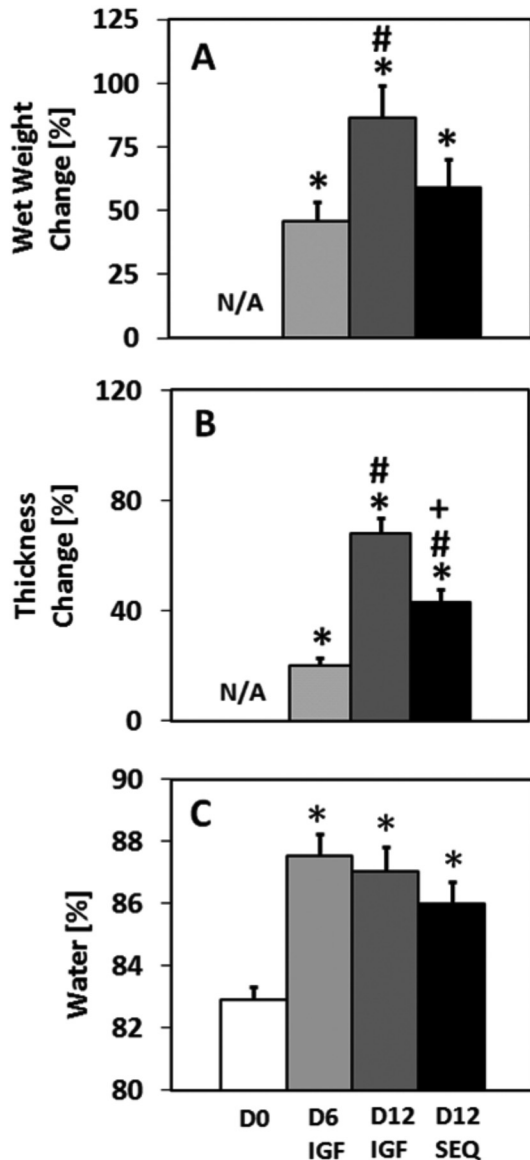 A
Wet Weight
Change [%]
125
100
75
50
25
0
N/A
*
#
*
*
B
Thickness
Change [%]
120
80
40
0
N/A
*
#
*
+
#
*
C
Water [%]
90
88
86
84
82
80
*
*
*
D0 D6 D12 D12
IGF IGF SEQ